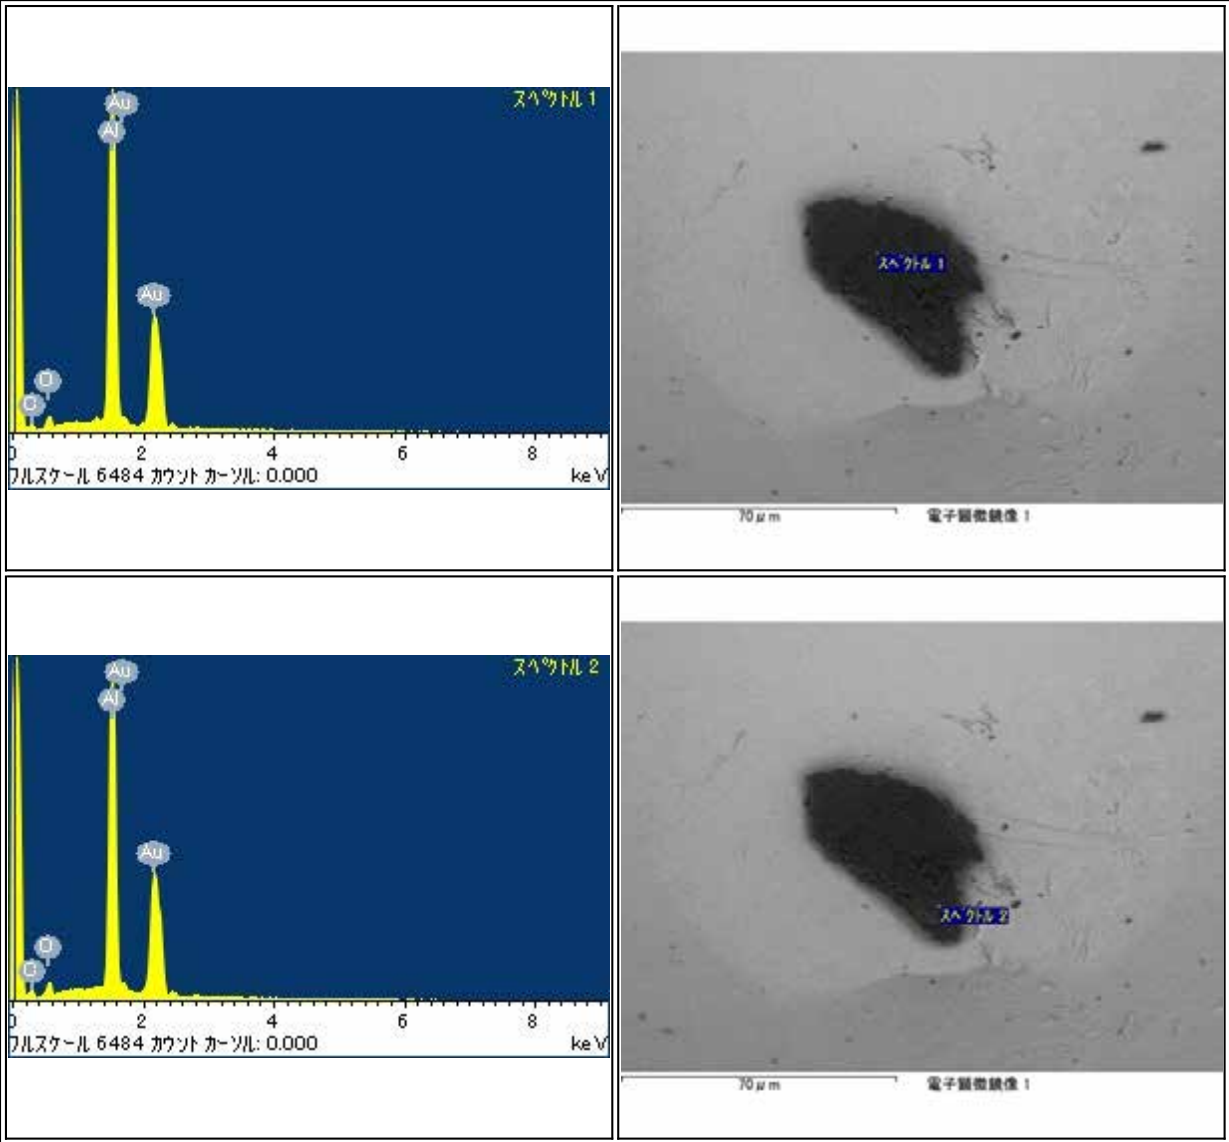 スペクトル 1
Au
Al
Au
O
C
0 2 4 6 8
フルスケール 6484 カウント カーソル: 0.000 keV
スペクトル 1
70μm 電子顕微鏡像 1
スペクトル 2
Au
Al
Au
O
C
0 2 4 6 8
フルスケール 6484 カウント カーソル: 0.000 keV
スペクトル 2
70μm 電子顕微鏡像 1